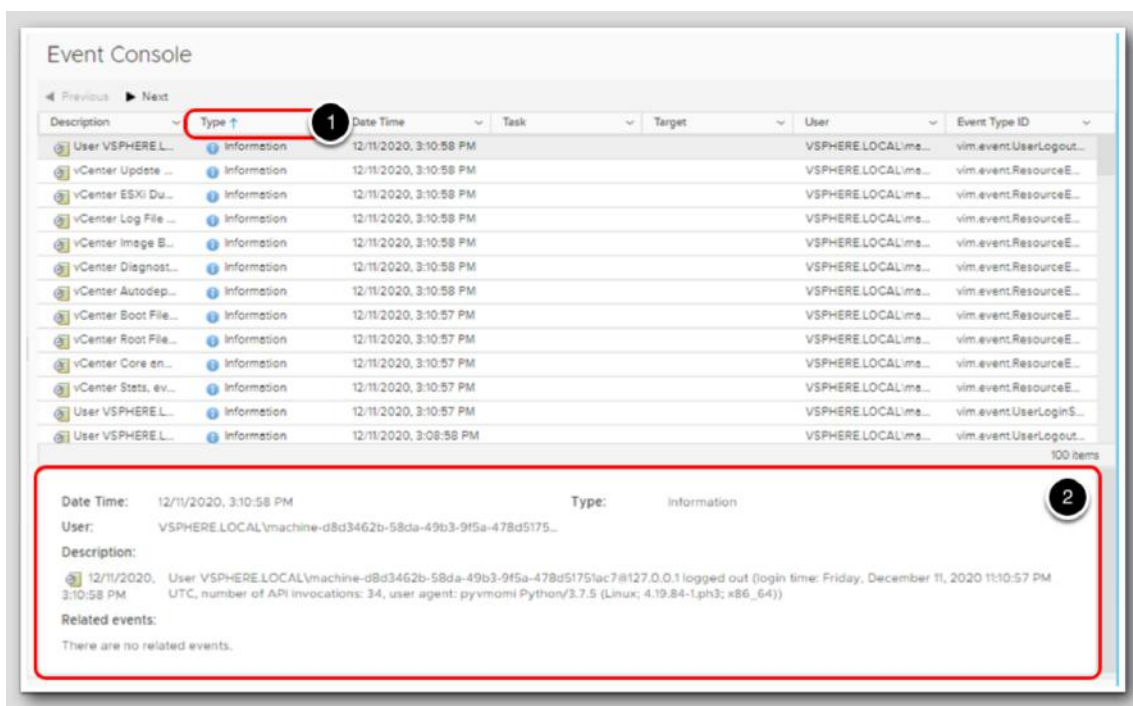 Event Console
Previous Next
Description Type ↑ 1 Date Time Task Target User Event Type ID
User VSPHERE.L... Information 12/11/2020, 3:10:58 PM VSPHERE.LOCAL\ma... vim.event.UserLogout...
vCenter Update ... Information 12/11/2020, 3:10:58 PM VSPHERE.LOCAL\ma... vim.event.ResourceE...
vCenter ESXi Du... Information 12/11/2020, 3:10:58 PM VSPHERE.LOCAL\ma... vim.event.ResourceE...
vCenter Log File ... Information 12/11/2020, 3:10:58 PM VSPHERE.LOCAL\ma... vim.event.ResourceE...
vCenter Image B... Information 12/11/2020, 3:10:58 PM VSPHERE.LOCAL\ma... vim.event.ResourceE...
vCenter Diagnost... Information 12/11/2020, 3:10:58 PM VSPHERE.LOCAL\ma... vim.event.ResourceE...
vCenter Autodep... Information 12/11/2020, 3:10:58 PM VSPHERE.LOCAL\ma... vim.event.ResourceE...
vCenter Boot File... Information 12/11/2020, 3:10:57 PM VSPHERE.LOCAL\ma... vim.event.ResourceE...
vCenter Root File... Information 12/11/2020, 3:10:57 PM VSPHERE.LOCAL\ma... vim.event.ResourceE...
vCenter Core an... Information 12/11/2020, 3:10:57 PM VSPHERE.LOCAL\ma... vim.event.ResourceE...
vCenter Stats, ev... Information 12/11/2020, 3:10:57 PM VSPHERE.LOCAL\ma... vim.event.ResourceE...
User VSPHERE.L... Information 12/11/2020, 3:10:57 PM VSPHERE.LOCAL\ma... vim.event.UserLoginS...
User VSPHERE.L... Information 12/11/2020, 3:08:58 PM VSPHERE.LOCAL\ma... vim.event.UserLogout...
100 items
Date Time: 12/11/2020, 3:10:58 PM Type: Information 2
User: VSPHERE.LOCAL\machine-d8d3462b-58da-49b3-9f5a-478d5175...
Description:
12/11/2020, User VSPHERE.LOCAL\machine-d8d3462b-58da-49b3-9f5a-478d51751ac7@127.0.0.1 logged out (login time: Friday, December 11, 2020 11:10:57 PM
3:10:58 PM UTC, number of API invocations: 34, user agent: pyvmomi Python/3.7.5 (Linux; 4.19.84-1.ph3; x86_64))
Related events:
There are no related events.